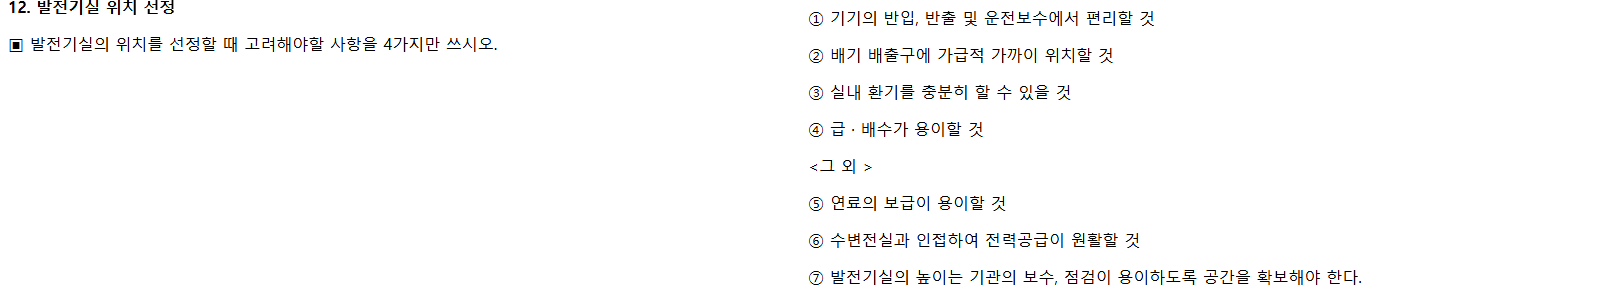 12. 발전기실 위치 선정
▣ 발전기실의 위치를 선정할 때 고려해야할 사항을 4가지만 쓰시오.
① 기기의 반입, 반출 및 운전보수에서 편리할 것
② 배기 배출구에 가급적 가까이 위치할 것
③ 실내 환기를 충분히 할 수 있을 것
④ 급 · 배수가 용이할 것
<그 외 >
⑤ 연료의 보급이 용이할 것
⑥ 수변전실과 인접하여 전력공급이 원활할 것
⑦ 발전기실의 높이는 기관의 보수, 점검이 용이하도록 공간을 확보해야 한다.